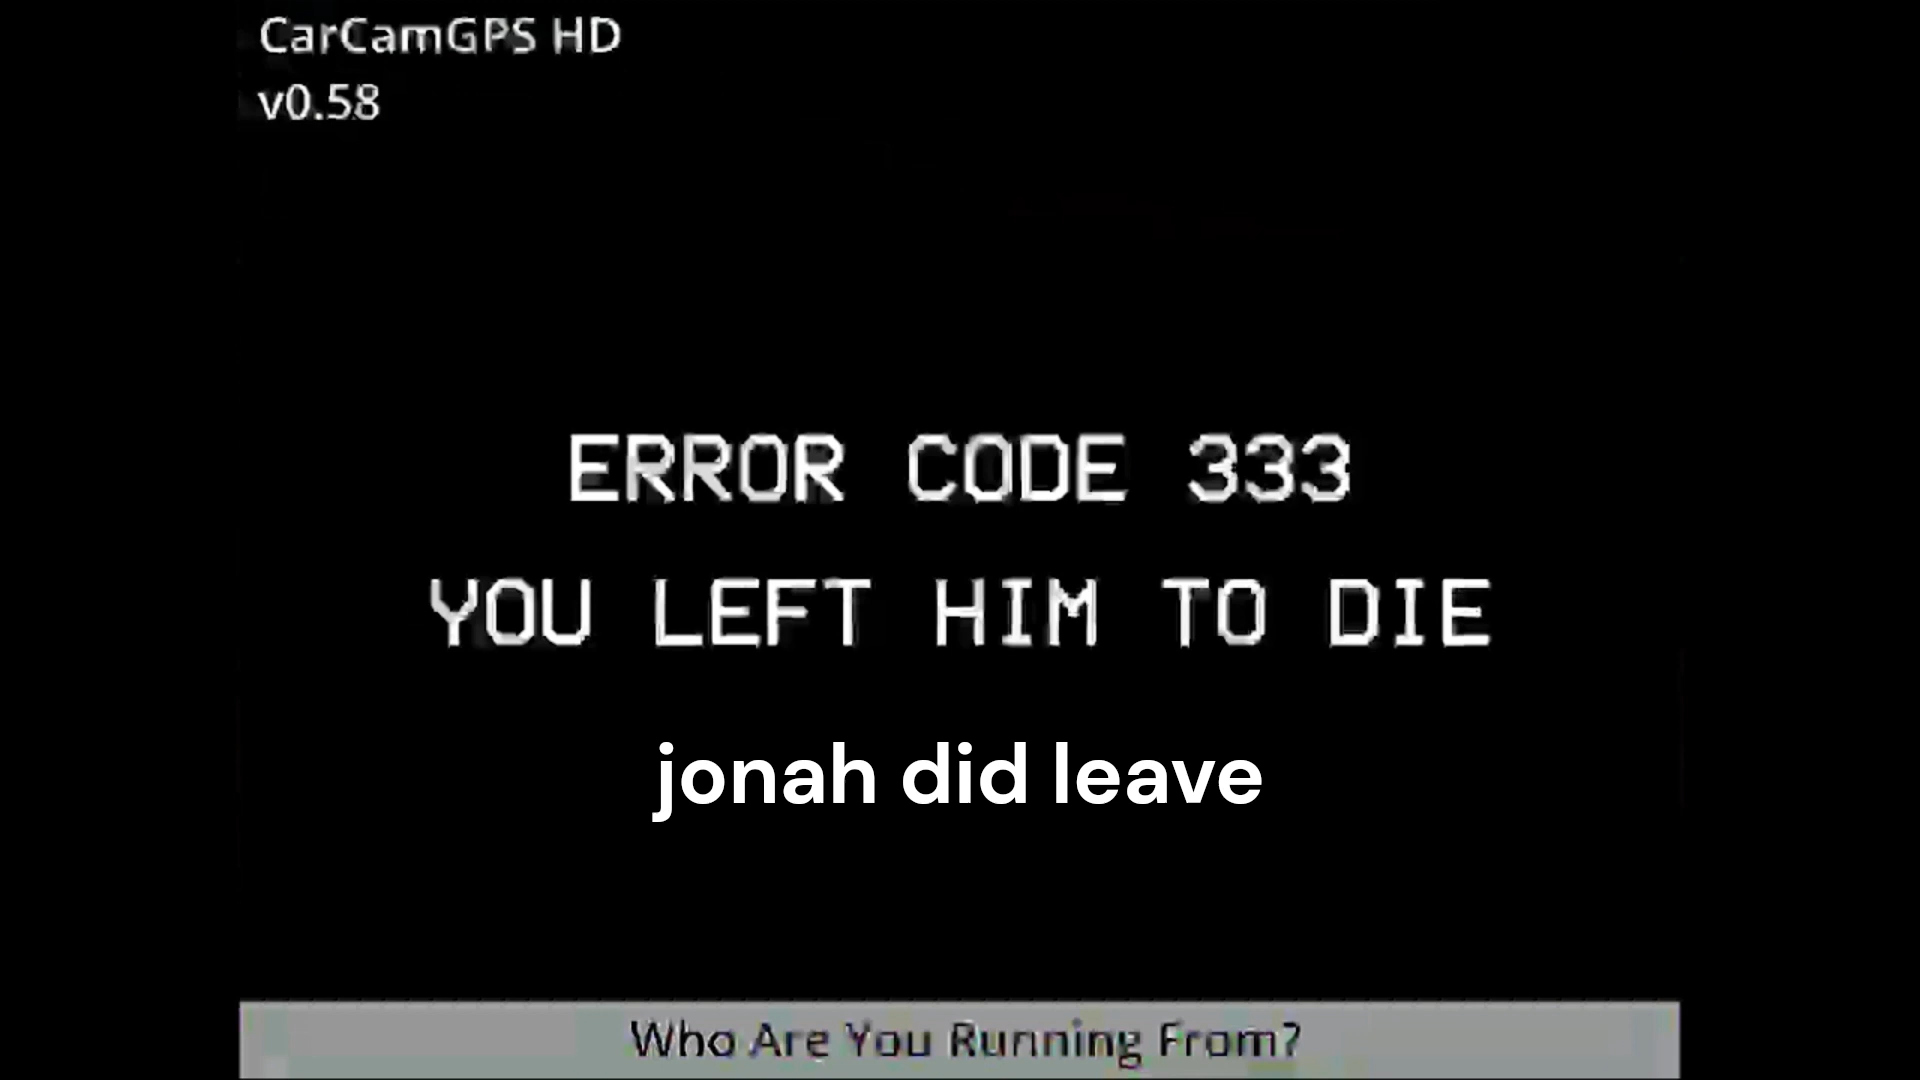 CarCamGPS HD
v0.58
ERROR CODE 333
YOU LEFT HIM TO DIE
jonah did leave
Who Are You Running From?